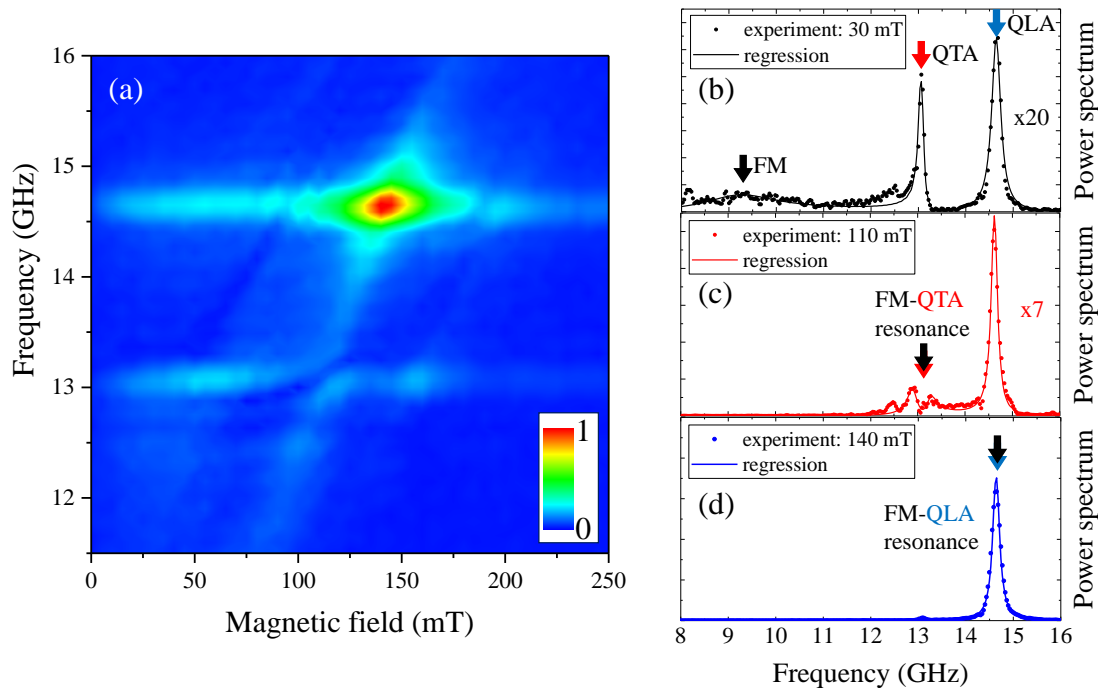 (a)
16
15
14
13
12
Frequency (GHz)
1
0
0
50
100
150
200
250
Magnetic field (mT)
experiment: 30 mT
regression
(b)
FM
QTA
QLA
x20
Power spectrum
experiment: 110 mT
regression
(c)
FM-QTA
resonance
x7
Power spectrum
experiment: 140 mT
regression
(d)
FM-QLA
resonance
Power spectrum
8 9 10 11 12 13 14 15 16
Frequency (GHz)